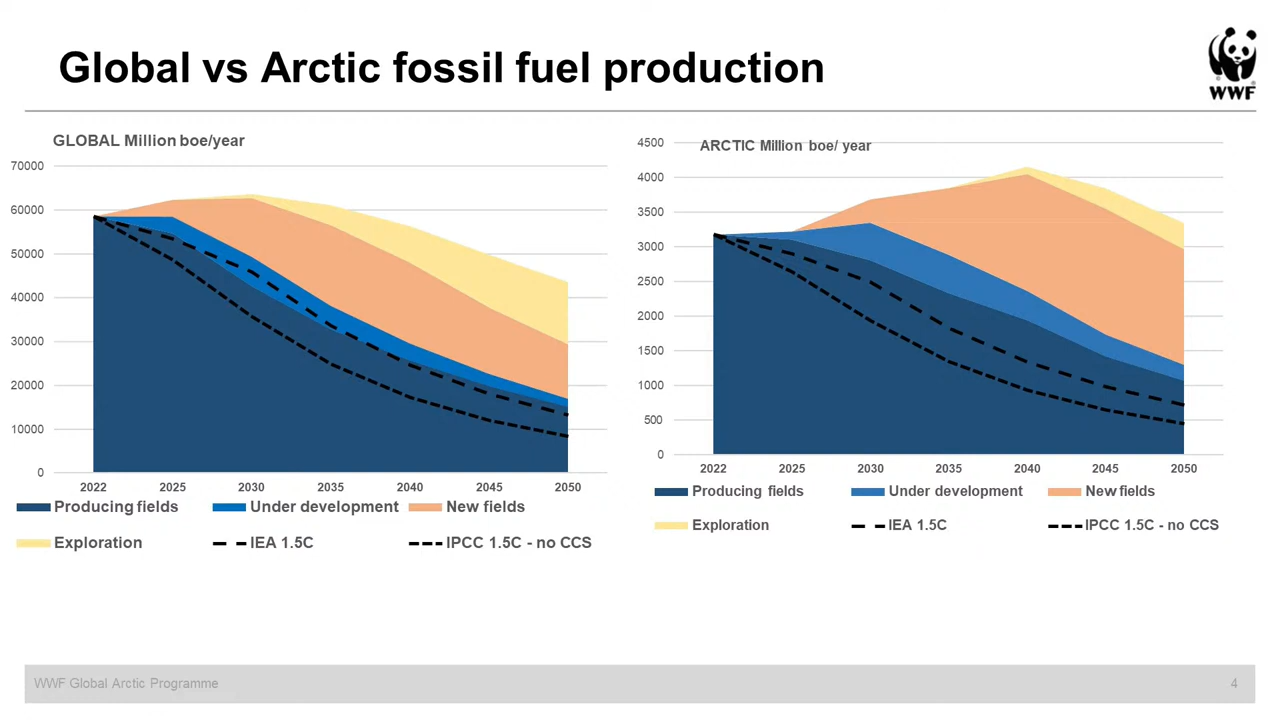 Global vs Arctic fossil fuel production
WWF
GLOBAL Million boe/year
70000
60000
50000
40000
30000
20000
10000
0
2022 2025 2030 2035 2040 2045 2050
Producing fields Under development New fields
Exploration IEA 1.5C IPCC 1.5C - no CCS
ARCTIC Million boe/ year
4500
4000
3500
3000
2500
2000
1500
1000
500
0
2022 2025 2030 2035 2040 2045 2050
Producing fields Under development New fields
Exploration IEA 1.5C IPCC 1.5C - no CCS
WWF Global Arctic Programme 4